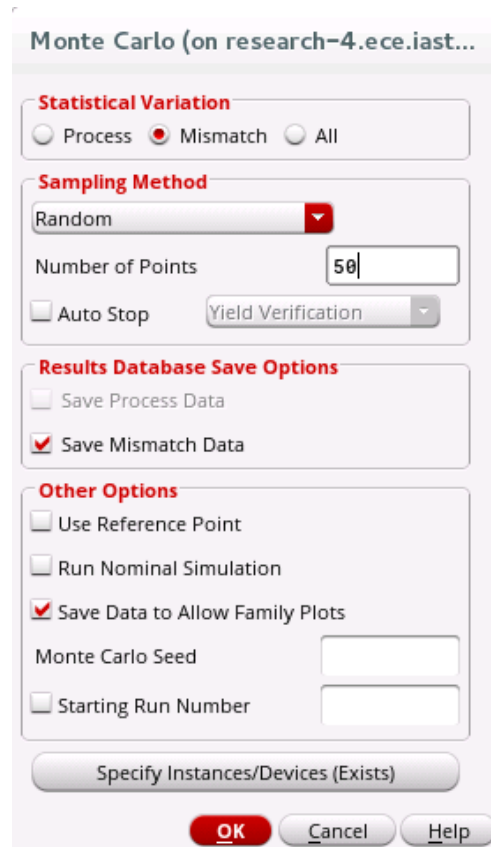 Monte Carlo (on research-4.ece.iast...
Statistical Variation
Process Mismatch All
Sampling Method
Random
Number of Points 50
Auto Stop Yield Verification
Results Database Save Options
Save Process Data
Save Mismatch Data
Other Options
Use Reference Point
Run Nominal Simulation
Save Data to Allow Family Plots
Monte Carlo Seed
Starting Run Number
Specify Instances/Devices (Exists)
OK Cancel Help